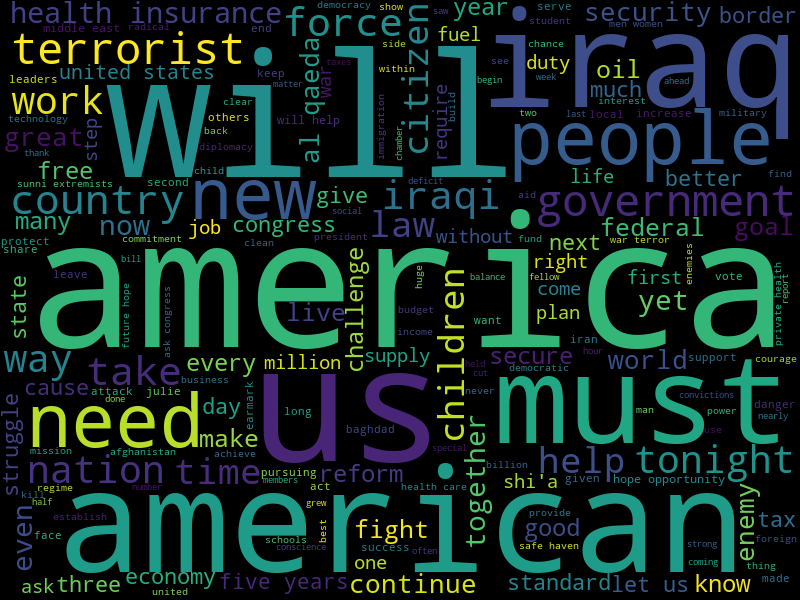 health insurance
democracy
show
year
security
border
middle east
radical
end
force
saw
serve
student
men women
terrorist
will
iraq
side
fuel
see
chance
leaders
united states
keep
al qaeda
war
taxes
within
citizen
duty
oil
work
matter
begin
week
ahead
much
made
technology
others
clear
immigration
chamber
require
build
people
interest
great
step
back
will help
diplomacy
two
last
local
increase
military
thank
free
child
sunni extremists
second
country
new
deficit
give
iraqi
aid
life
better
find
many
now
job
social
congress
law
without
president
fund
government
federal
goal
protect
share
commitment
clean
next
war terror
enemies
state
leave
bill
future hope
ask congress
america
live
challenge
huge
budget
income
balance
fellow
want
right
come
plan
first
yet
vote
private health
report
way
take
every
million
supply
children
secure
iran
hour
world
support
courage
cause
attack
julie
business
us
held
cut
democratic
never
must
need
done
day
earmark
long
baghdad
special
man
convictions
power
danger
nearly
use
struggle
mission
afghanistan
make
achieve
together
billion
help
tonight
nation
time
pursuing
members
reform
health care
shi'a
given
hope opportunity
kill
regime
half
number
act
grew
american
provide
enemy
even
establish
face
schools
conscience
best
fight
success
often
one
good
safe haven
strong
coming
tax
foreign
thing
ask
three
economy
united
five years
continue
standard
let us
know